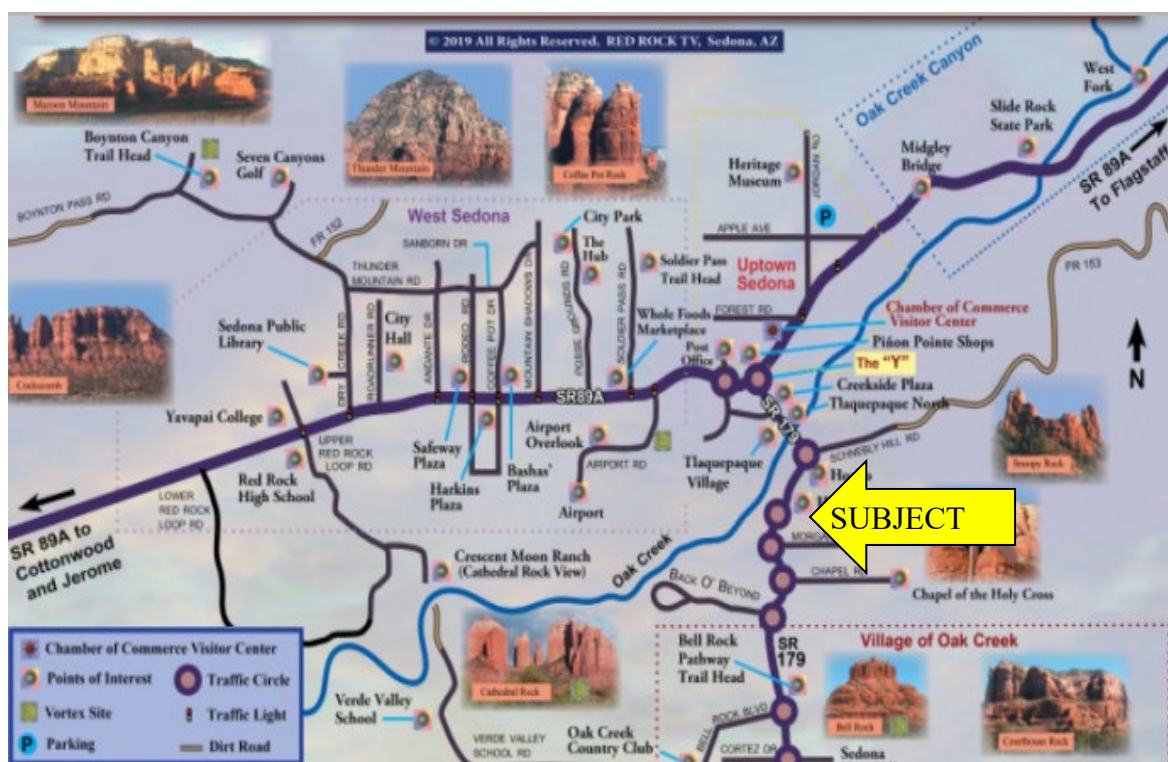 © 2019 All Rights Reserved. RED ROCK TV, Sedona, AZ
Maroon Mountain
Thunder Mountain
Coffee Pot Rock
Boynton Canyon
Trail Head
Seven Canyons
Golf
BOYNTON PASS RD
FR 152
West Sedona
SANBORN DR
THUNDER
MOUNTAIN RD
City Park
The
Hub
Soldier Pass
Trail Head
Heritage
Museum
JORDAN RD
P
APPLE AVE
Uptown
Sedona
FOREST RD
Oak Creek Canyon
Midgley
Bridge
Slide Rock
State Park
West
Fork
SR 89A
To Flagstaff
FR 153
N
Sedona Public
Library
City
Hall
DRY CREEK RD
ROADRUNNER RD
ANDANTE DR
RODEO RD
COFFEE POT DR
MOUNTAIN SHADOWS DR
POSSE GROUNDS RD
SOLDIER PASS RD
Whole Foods
Marketplace
Post
Office
Chamber of Commerce
Visitor Center
Piñon Pointe Shops
The "Y"
Creekside Plaza
Tlaquepaque North
SR 179
SCHNEBLY HILL RD
Snoopy Rock
SR89A
Yavapai College
UPPER
RED ROCK
LOOP RD
Red Rock
High School
LOWER
RED ROCK
LOOP RD
SR 89A to
Cottonwood
and Jerome
Safeway
Plaza
Harkins
Plaza
Bashas'
Plaza
Airport
Overlook
AIRPORT RD
Airport
Tlaquepaque
Village
SUBJECT
CHAPEL
Chapel of the Holy Cross
BACK O' BEYOND
Oak Creek
Crescent Moon Ranch
(Cathedral Rock View)
Cathedral Rock
Verde Valley
School
VERDE VALLEY
SCHOOL RD
Oak Creek
Country Club
Bell Rock
Pathway
Trail Head
SR
179
Village of Oak Creek
Bell Rock
Courthouse Rock
BELL ROCK BLVD
CORTEZ DR
Sedona
Chamber of Commerce Visitor Center
Points of Interest
Traffic Circle
Vortex Site
Traffic Light
P
Parking
Dirt Road